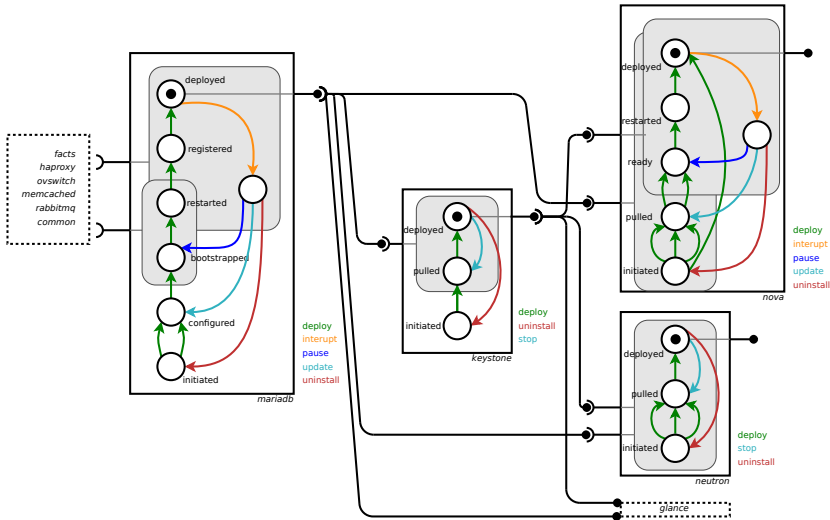 facts
haproxy
ovswitch
memcached
rabbitmq
common
deployed
registered
restarted
bootstrapped
configured
initiated
deploy
interupt
pause
update
uninstall
mariadb
deployed
pulled
initiated
deploy
uninstall
stop
keystone
deployed
restarted
ready
pulled
initiated
deploy
interupt
pause
update
uninstall
nova
deployed
pulled
initiated
deploy
stop
uninstall
neutron
glance